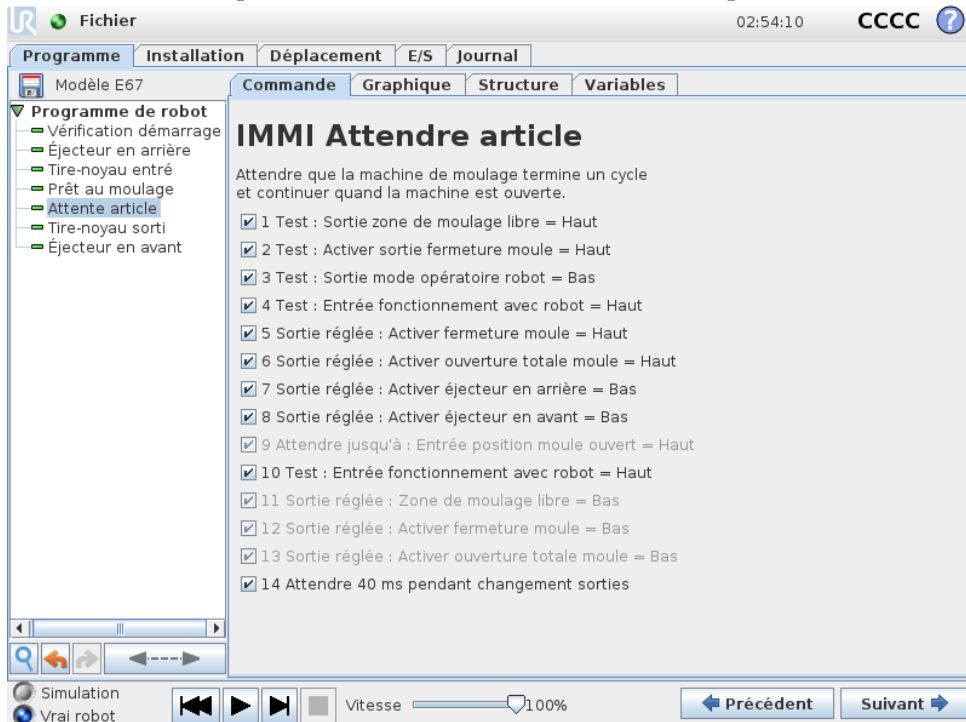 UR Fichier 02:54:10 CCCC ?
Programme Installation Déplacement E/S Journal
Modèle E67
Commande Graphique Structure Variables
Programme de robot
Vérification démarrage
Éjecteur en arrière
Tire-noyau entré
Prêt au moulage
Attente article
Tire-noyau sorti
Éjecteur en avant
IMMI Attendre article
Attendre que la machine de moulage termine un cycle
et continuer quand la machine est ouverte.
1 Test : Sortie zone de moulage libre = Haut
2 Test : Activer sortie fermeture moule = Haut
3 Test : Sortie mode opératoire robot = Bas
4 Test : Entrée fonctionnement avec robot = Haut
5 Sortie réglée : Activer fermeture moule = Haut
6 Sortie réglée : Activer ouverture totale moule = Haut
7 Sortie réglée : Activer éjecteur en arrière = Bas
8 Sortie réglée : Activer éjecteur en avant = Bas
9 Attendre jusqu'à : Entrée position moule ouvert = Haut
10 Test : Entrée fonctionnement avec robot = Haut
11 Sortie réglée : Zone de moulage libre = Bas
12 Sortie réglée : Activer fermeture moule = Bas
13 Sortie réglée : Activer ouverture totale moule = Bas
14 Attendre 40 ms pendant changement sorties
Simulation
Vrai robot
Vitesse 100%
Précédent Suivant